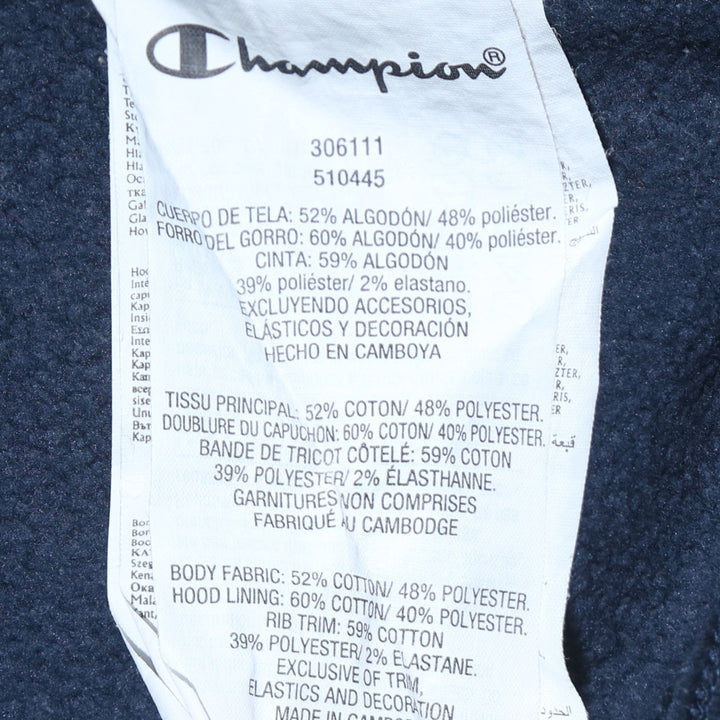 Champion®
306111
510445
CUERPO DE TELA: 52% ALGODÓN/ 48% poliéster.
FORRO DEL GORRO: 60% ALGODÓN/ 40% poliéster.
CINTA: 59% ALGODÓN
39% poliéster/ 2% elastano.
EXCLUYENDO ACCESORIOS,
ELÁSTICOS Y DECORACIÓN
HECHO EN CAMBOYA
TISSU PRINCIPAL: 52% COTON/ 48% POLYESTER.
DOUBLURE DU CAPUCHON: 60% COTON/ 40% POLYESTER.
BANDE DE TRICOT CÔTELÉ: 59% COTON
39% POLYESTER/ 2% ÉLASTHANNE.
GARNITURES NON COMPRISES
FABRIQUÉ AU CAMBODGE
BODY FABRIC: 52% COTTON/ 48% POLYESTER.
HOOD LINING: 60% COTTON/ 40% POLYESTER.
RIB TRIM: 59% COTTON
39% POLYESTER/ 2% ELASTANE.
EXCLUSIVE OF TRIM,
ELASTICS AND DECORATION
MADE IN